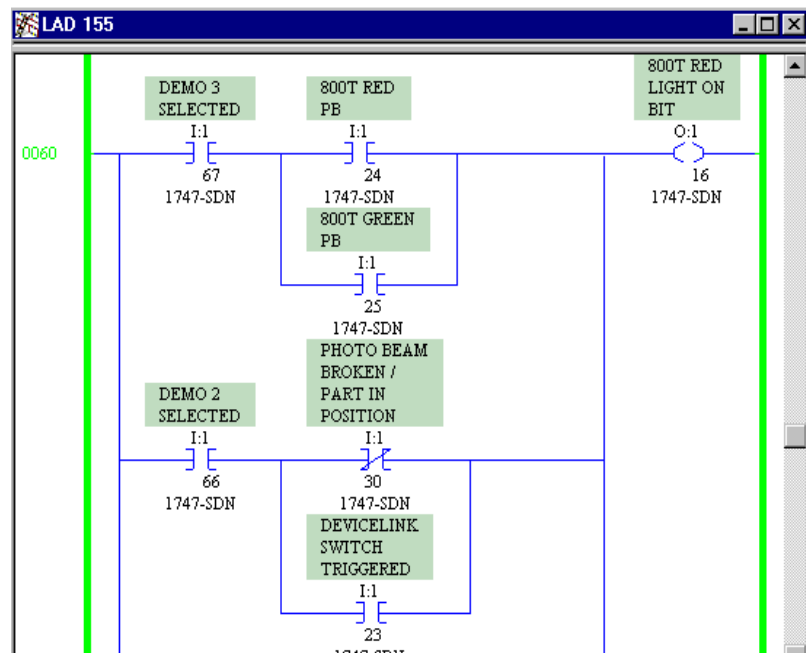 LAD 155
800T RED
LIGHT ON
BIT
DEMO 3
SELECTED
800T RED
PB
I:1
I:1
O:1
0060
67
24
16
1747-SDN
1747-SDN
1747-SDN
800T GREEN
PB
I:1
25
1747-SDN
PHOTO BEAM
BROKEN /
PART IN
POSITION
DEMO 2
SELECTED
I:1
I:1
66
30
1747-SDN
1747-SDN
DEVICELINK
SWITCH
TRIGGERED
I:1
23
1747-SDN